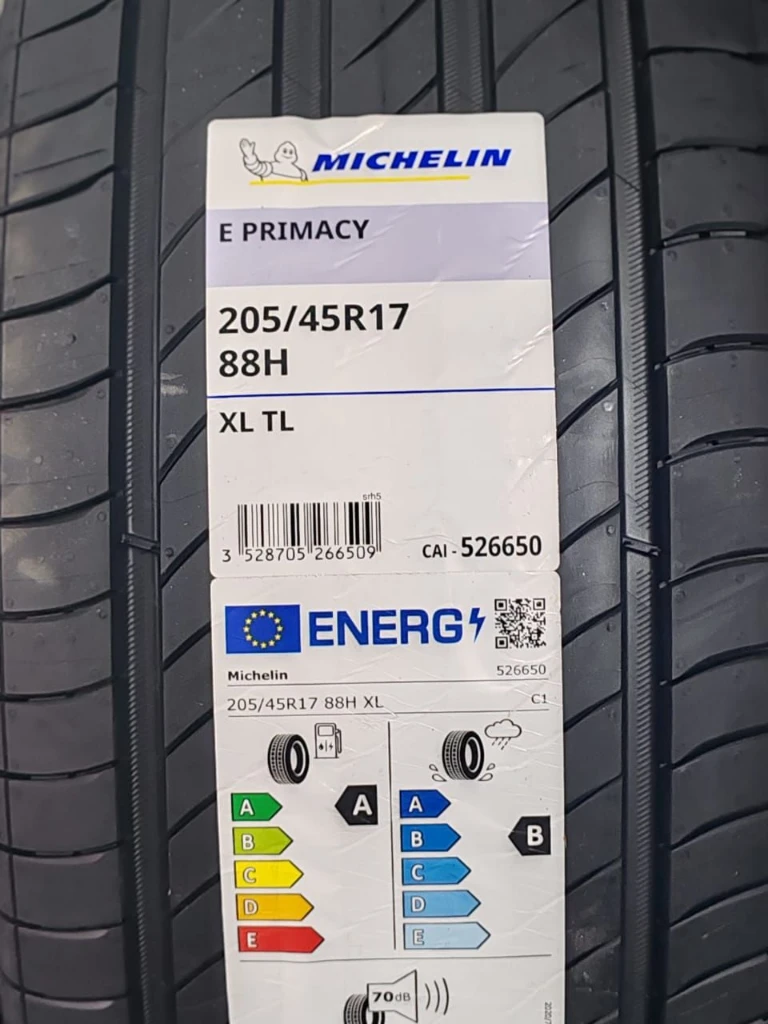 MICHELIN
E PRIMACY
205/45R17
88H
XL TL
srh5
3 528705 266509
CAI - 526650
ENERG
Michelin 526650
205/45R17 88H XL C1
A A A
B B B
C C
D D
E E
70dB